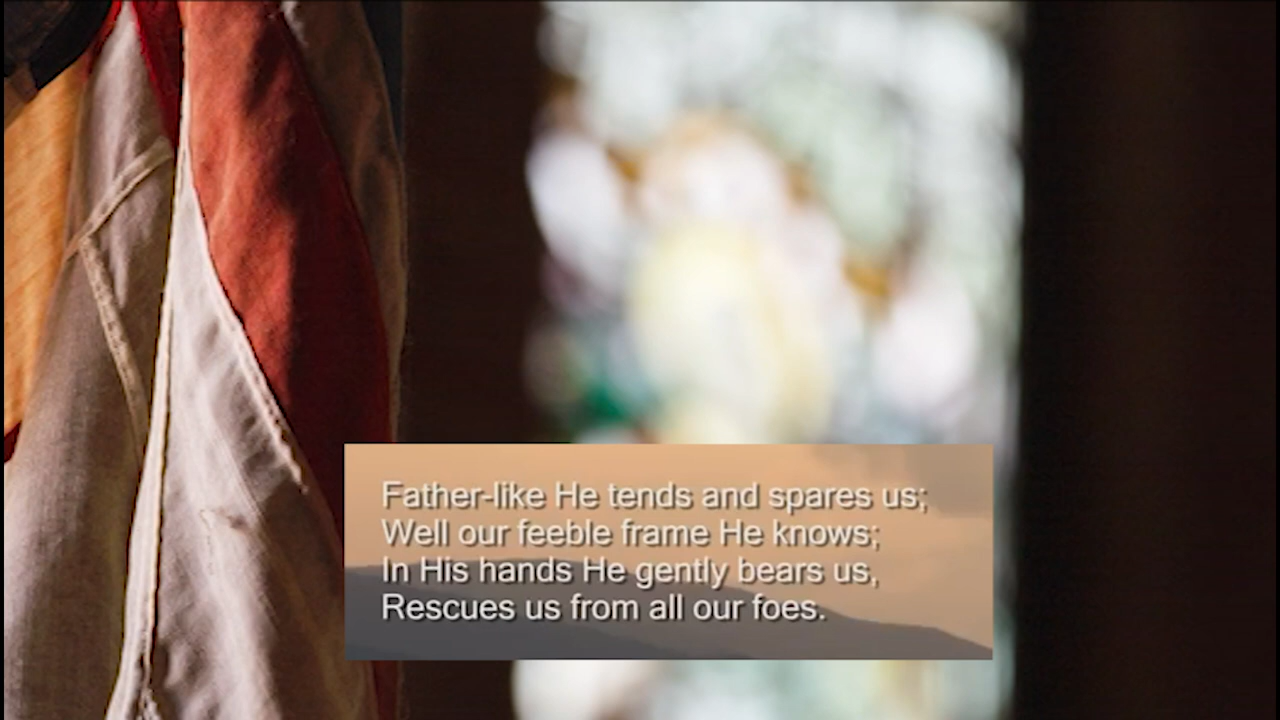 Father-like He tends and spares us;
Well our feeble frame He knows;
In His hands He gently bears us,
Rescues us from all our foes.